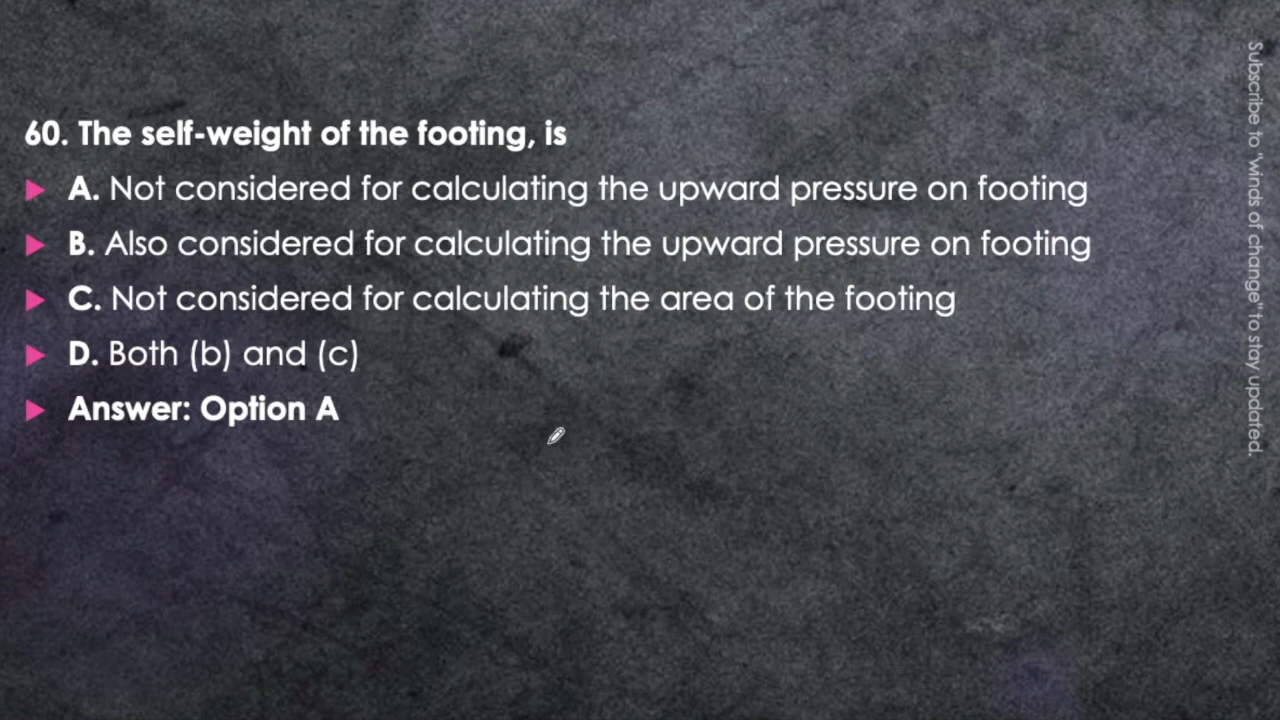 60. The self-weight of the footing, is
A. Not considered for calculating the upward pressure on footing
B. Also considered for calculating the upward pressure on footing
C. Not considered for calculating the area of the footing
D. Both (b) and (c)
Answer: Option A
Subscribe to "winds of change" to stay updated.